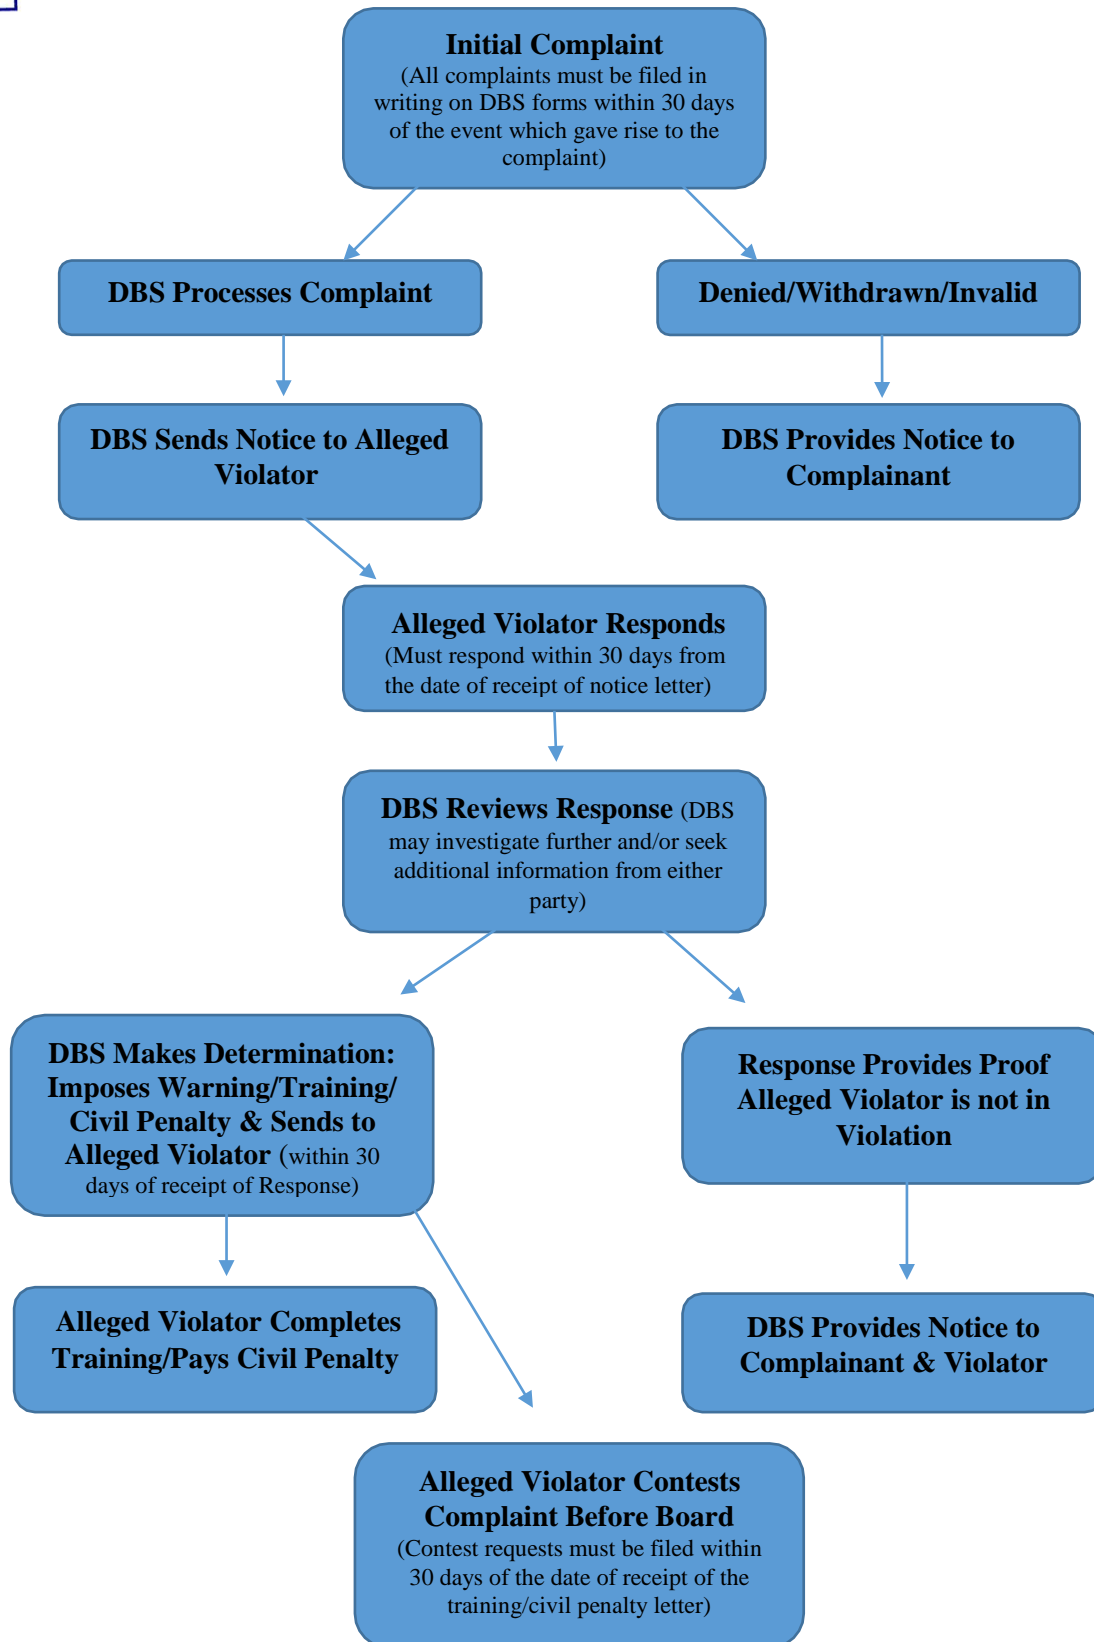 Initial Complaint
(All complaints must be filed in
writing on DBS forms within 30 days
of the event which gave rise to the
complaint)
DBS Processes Complaint
Denied/Withdrawn/Invalid
DBS Sends Notice to Alleged
Violator
DBS Provides Notice to
Complainant
Alleged Violator Responds
(Must respond within 30 days from
the date of receipt of notice letter)
DBS Reviews Response (DBS
may investigate further and/or seek
additional information from either
party)
DBS Makes Determination:
Imposes Warning/Training/
Civil Penalty & Sends to
Alleged Violator (within 30
days of receipt of Response)
Response Provides Proof
Alleged Violator is not in
Violation
Alleged Violator Completes
Training/Pays Civil Penalty
DBS Provides Notice to
Complainant & Violator
Alleged Violator Contests
Complaint Before Board
(Contest requests must be filed within
30 days of the date of receipt of the
training/civil penalty letter)